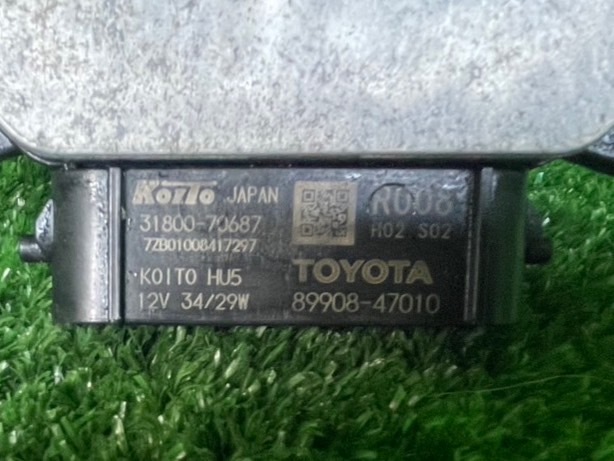 KOITO JAPAN
31800-70687
7ZB01008417297
KOITO HU5
12V 34/29W
R008
H02 S02
TOYOTA
89908-47010